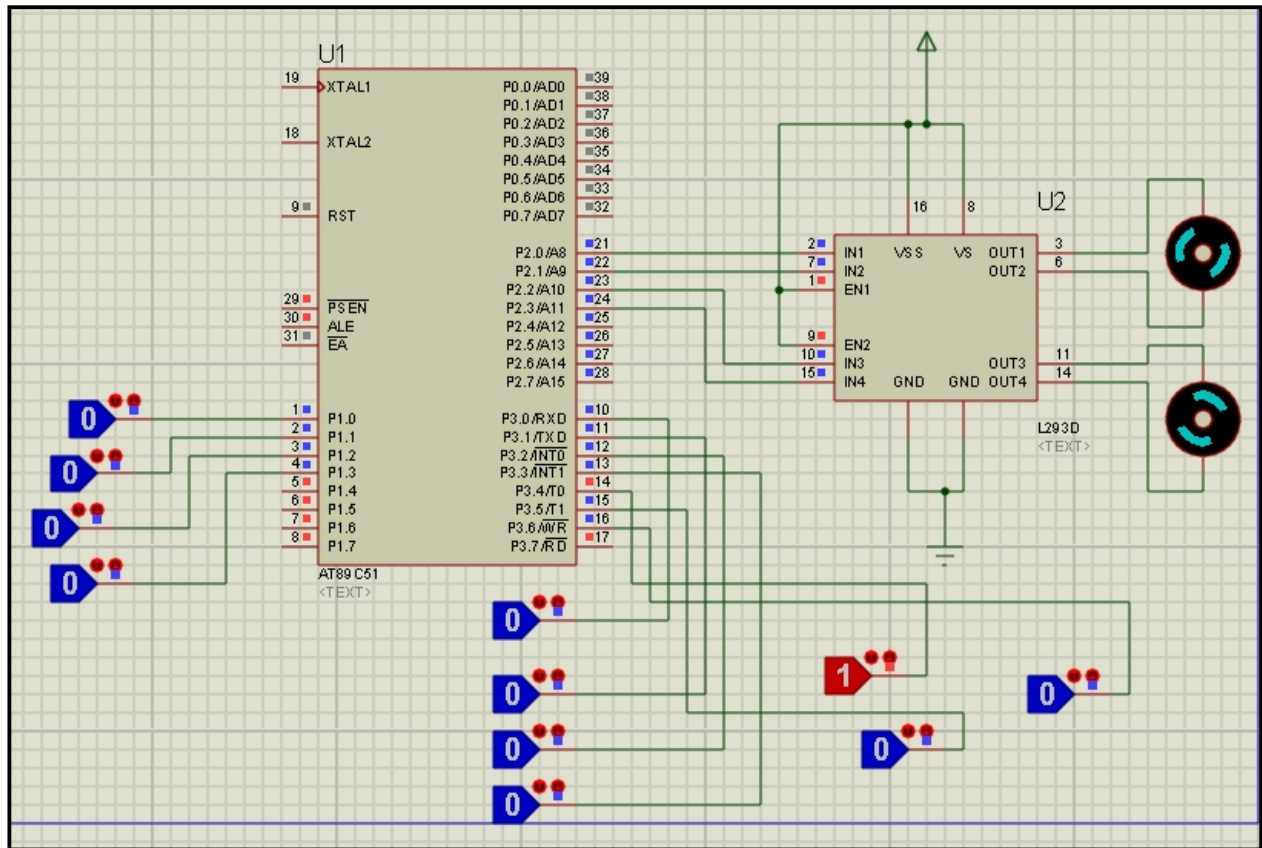 U1
19 XTAL1
18 XTAL2
9 RST
29 PSEN
30 ALE
31 EA
1 P1.0
2 P1.1
3 P1.2
4 P1.3
5 P1.4
6 P1.5
7 P1.6
8 P1.7
P0.0/AD0 39
P0.1/AD1 38
P0.2/AD2 37
P0.3/AD3 36
P0.4/AD4 35
P0.5/AD5 34
P0.6/AD6 33
P0.7/AD7 32
P2.0/A8 21
P2.1/A9 22
P2.2/A10 23
P2.3/A11 24
P2.4/A12 25
P2.5/A13 26
P2.6/A14 27
P2.7/A15 28
P3.0/RXD 10
P3.1/TXD 11
P3.2/INT0 12
P3.3/INT1 13
P3.4/T0 14
P3.5/T1 15
P3.6/WR 16
P3.7/RD 17
AT89C51
<TEXT>
U2
16 8
2 IN1 VSS VS OUT1 3
7 IN2 OUT2 6
1 EN1
9 EN2
10 IN3 OUT3 11
15 IN4 GND GND OUT4 14
L293D
<TEXT>
0
0
0
0
0
0
0
0
1
0
0